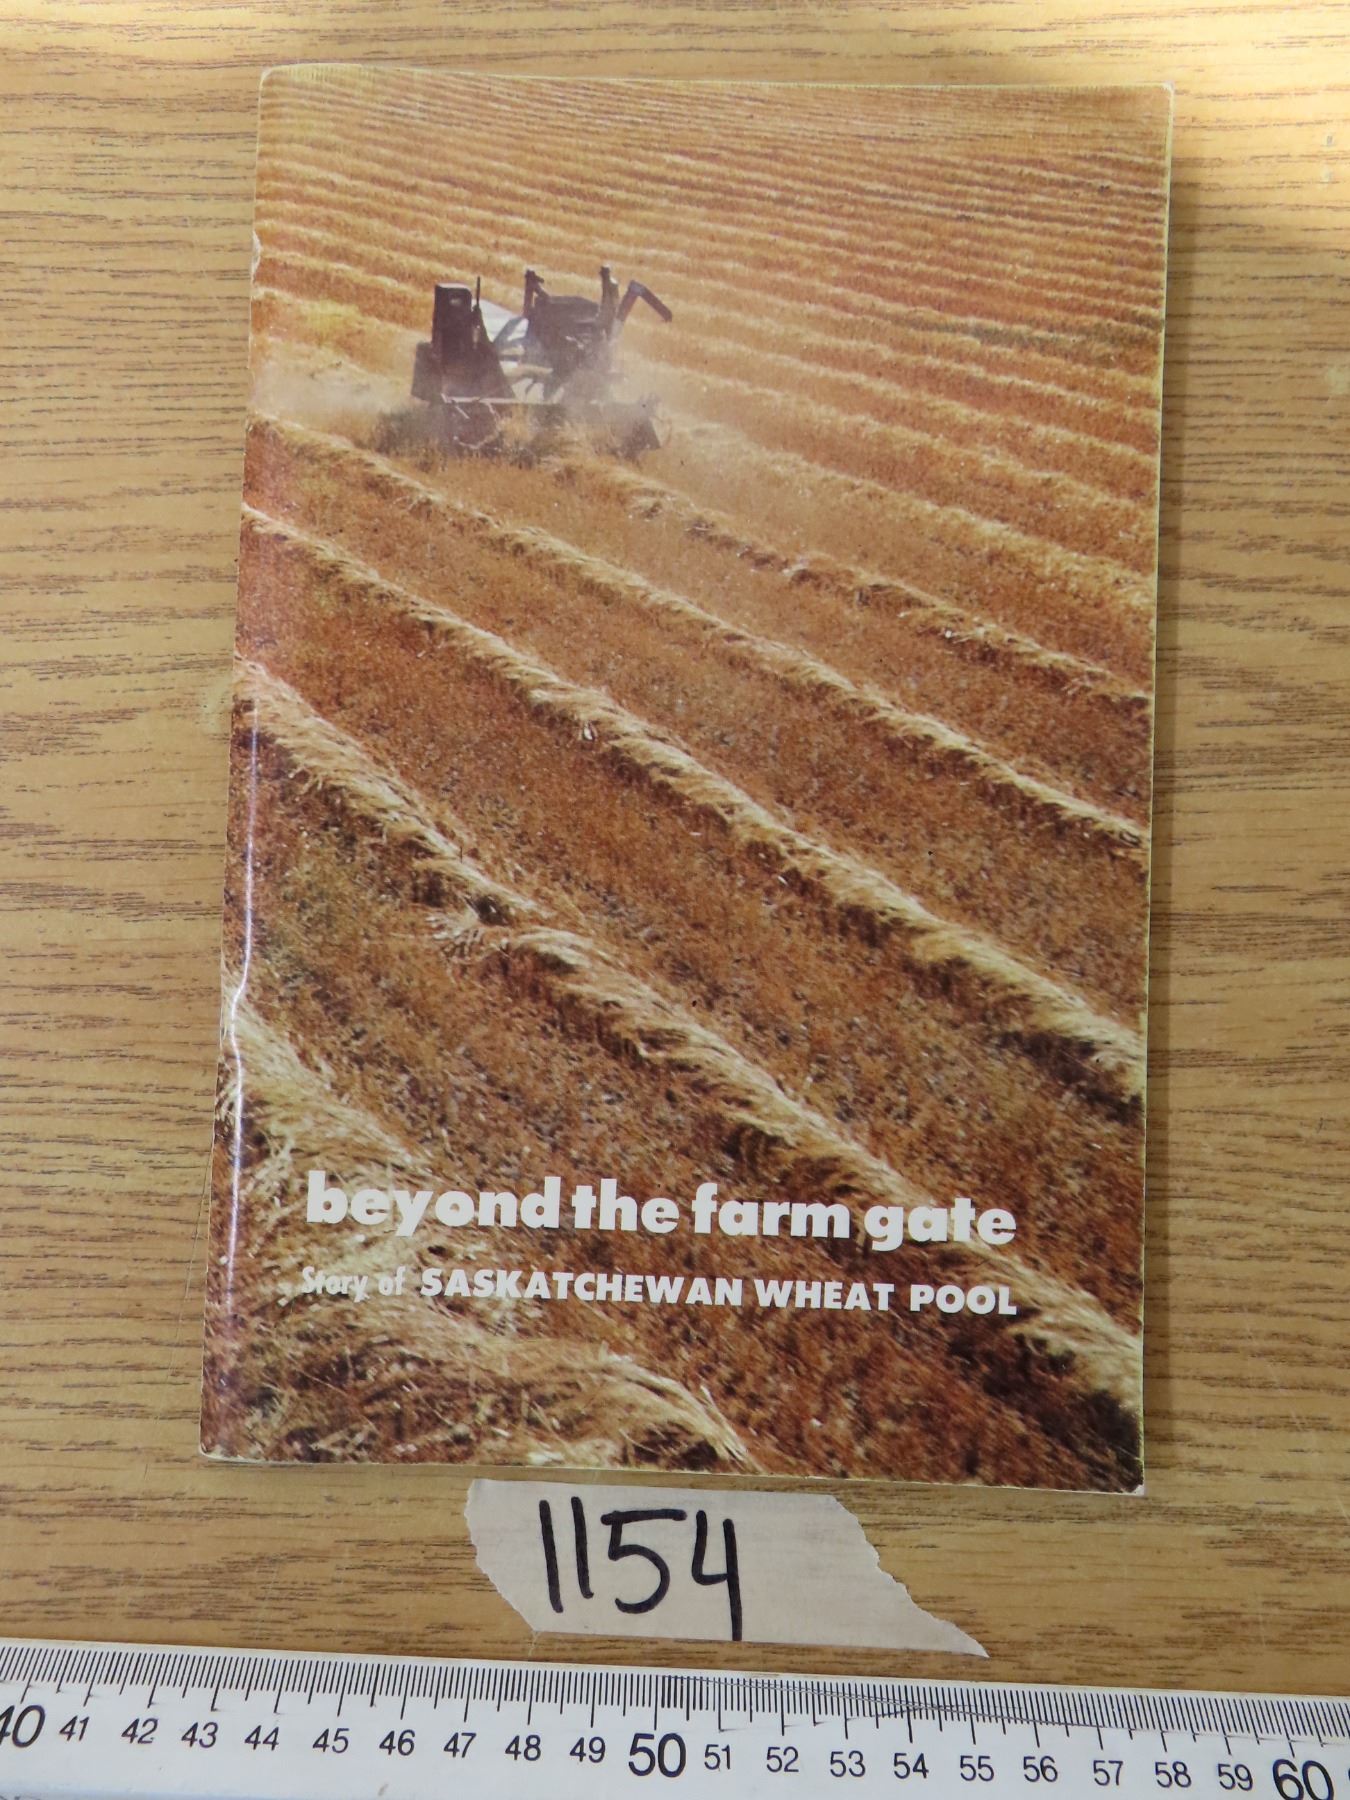 beyond the farm gate
Story of SASKATCHEWAN WHEAT POOL
1154
40 41 42 43 44 45 46 47 48 49 50 51 52 53 54 55 56 57 58 59 60